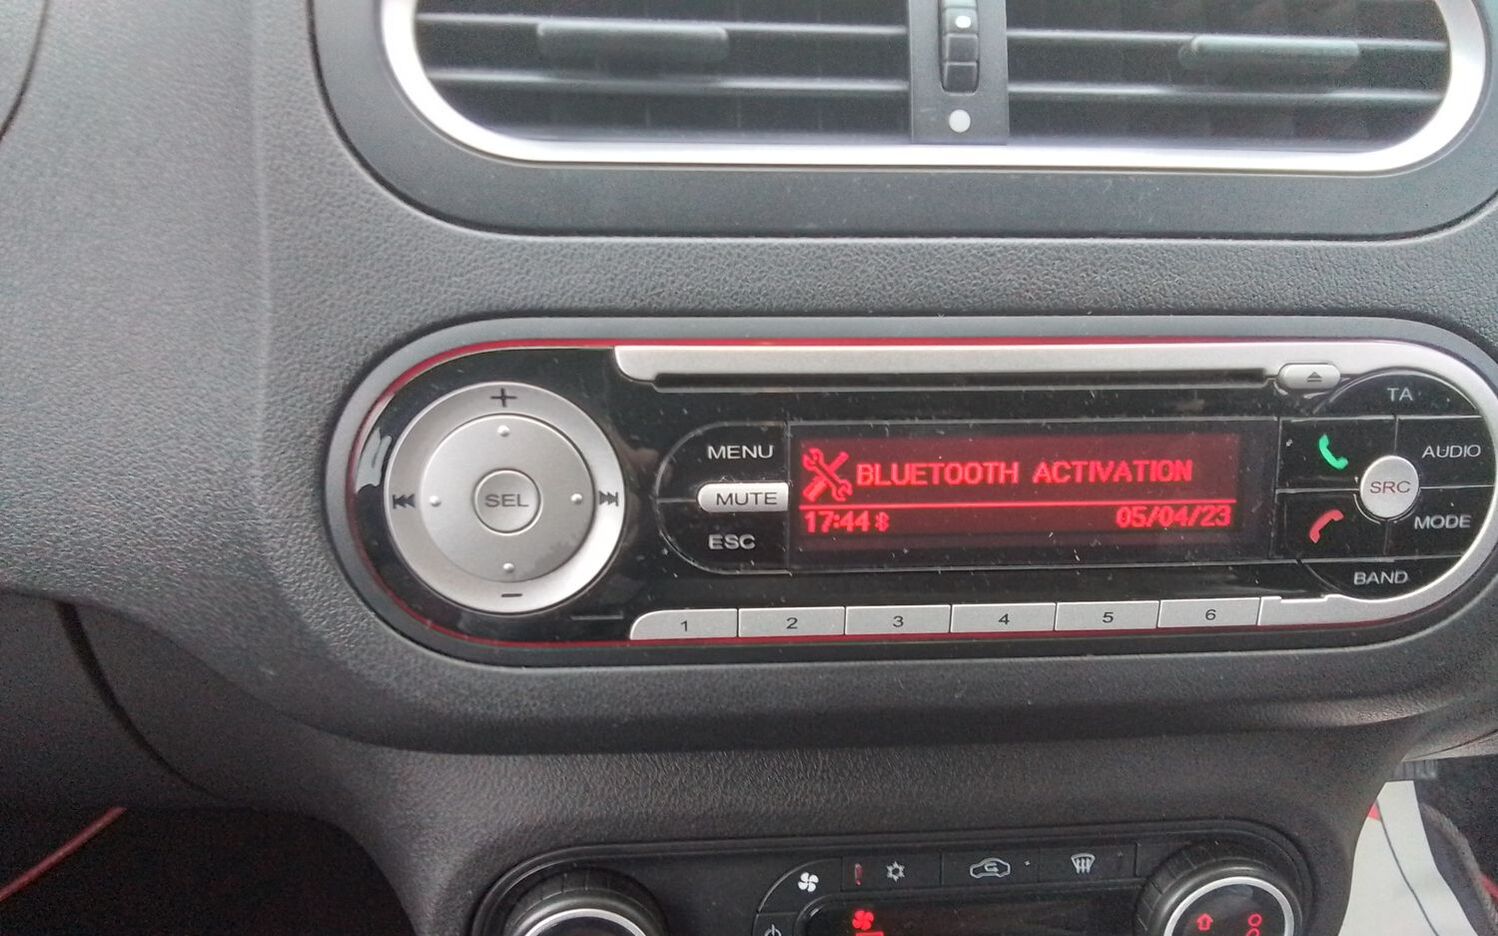 TA
MENU
AUDIO
BLUETOOTH ACTIVATION
SEL
MUTE
SRC
17:44
05/04/23
MODE
ESC
BAND
1
2
3
4
5
6